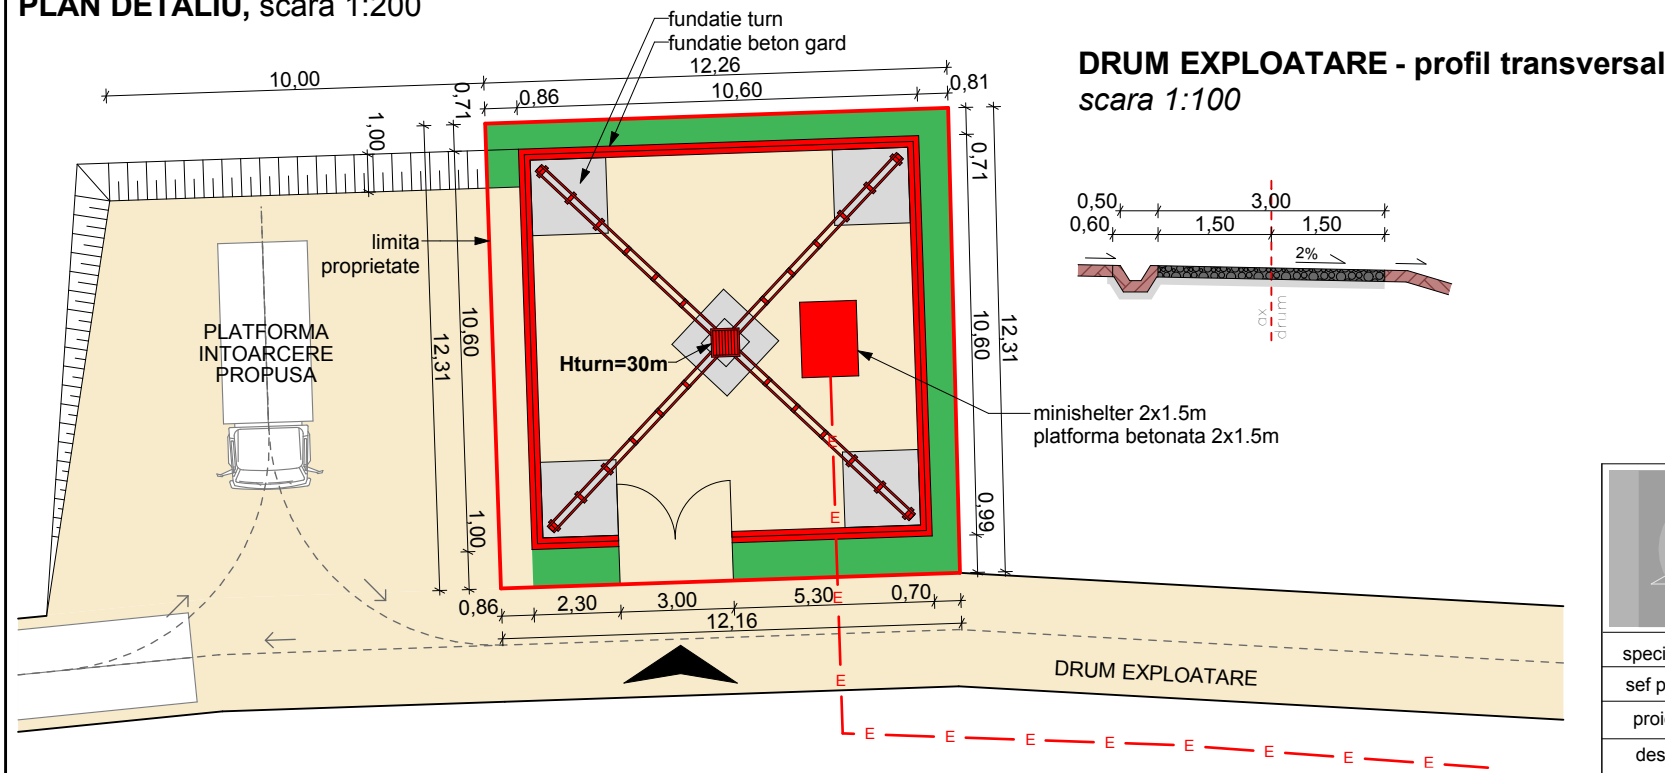 PLAN DETALIU, scara 1:200
fundatie turn
fundatie beton gard
10,00
12,26
0,86
10,60
0,81
0,71
1,00
12,31
10,60
1,00
0,71
10,60
12,31
0,99
limita
proprietate
PLATFORMA
INTOARCERE
PROPUSA
Hturn=30m
minishelter 2x1.5m
platforma betonata 2x1.5m
E
E
E
E
0,86
2,30
3,00
5,30
0,70
12,16
DRUM EXPLOATARE
E E E E E E E E
DRUM EXPLOATARE - profil transversal
scara 1:100
0,50
3,00
0,60
1,50
1,50
2%
ax
drum
speci
sef p
proie
des